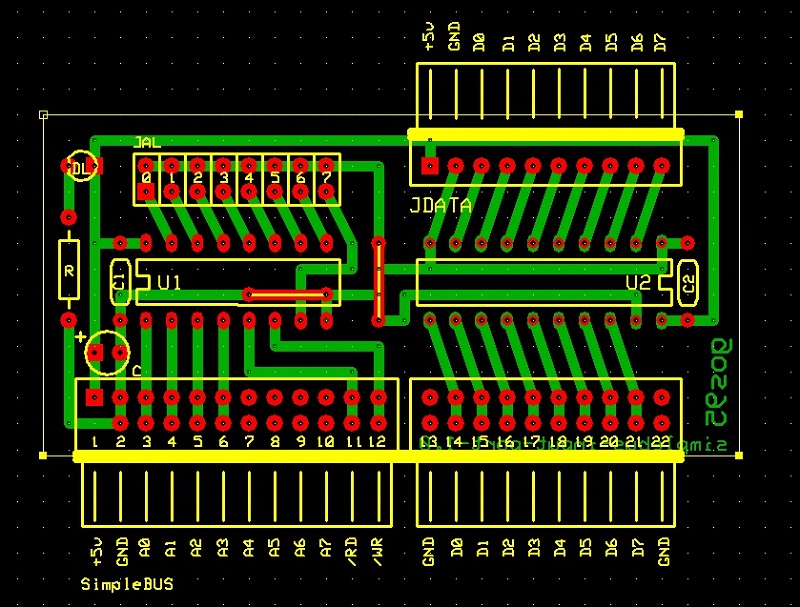 +5v GND D0 D1 D2 D3 D4 D5 D6 D7
JAL
DL
0 1 2 3 4 5 6 7
JDATA
R C1 U1 U2 C2
+
C
1 2 3 4 5 6 7 8 9 10 11 12 13 14 15 16 17 18 19 20 21 22
+5v GND A0 A1 A2 A3 A4 A5 A6 A7 /RD /WR GND D0 D1 D2 D3 D4 D5 D6 D7 GND
SimpleBUS